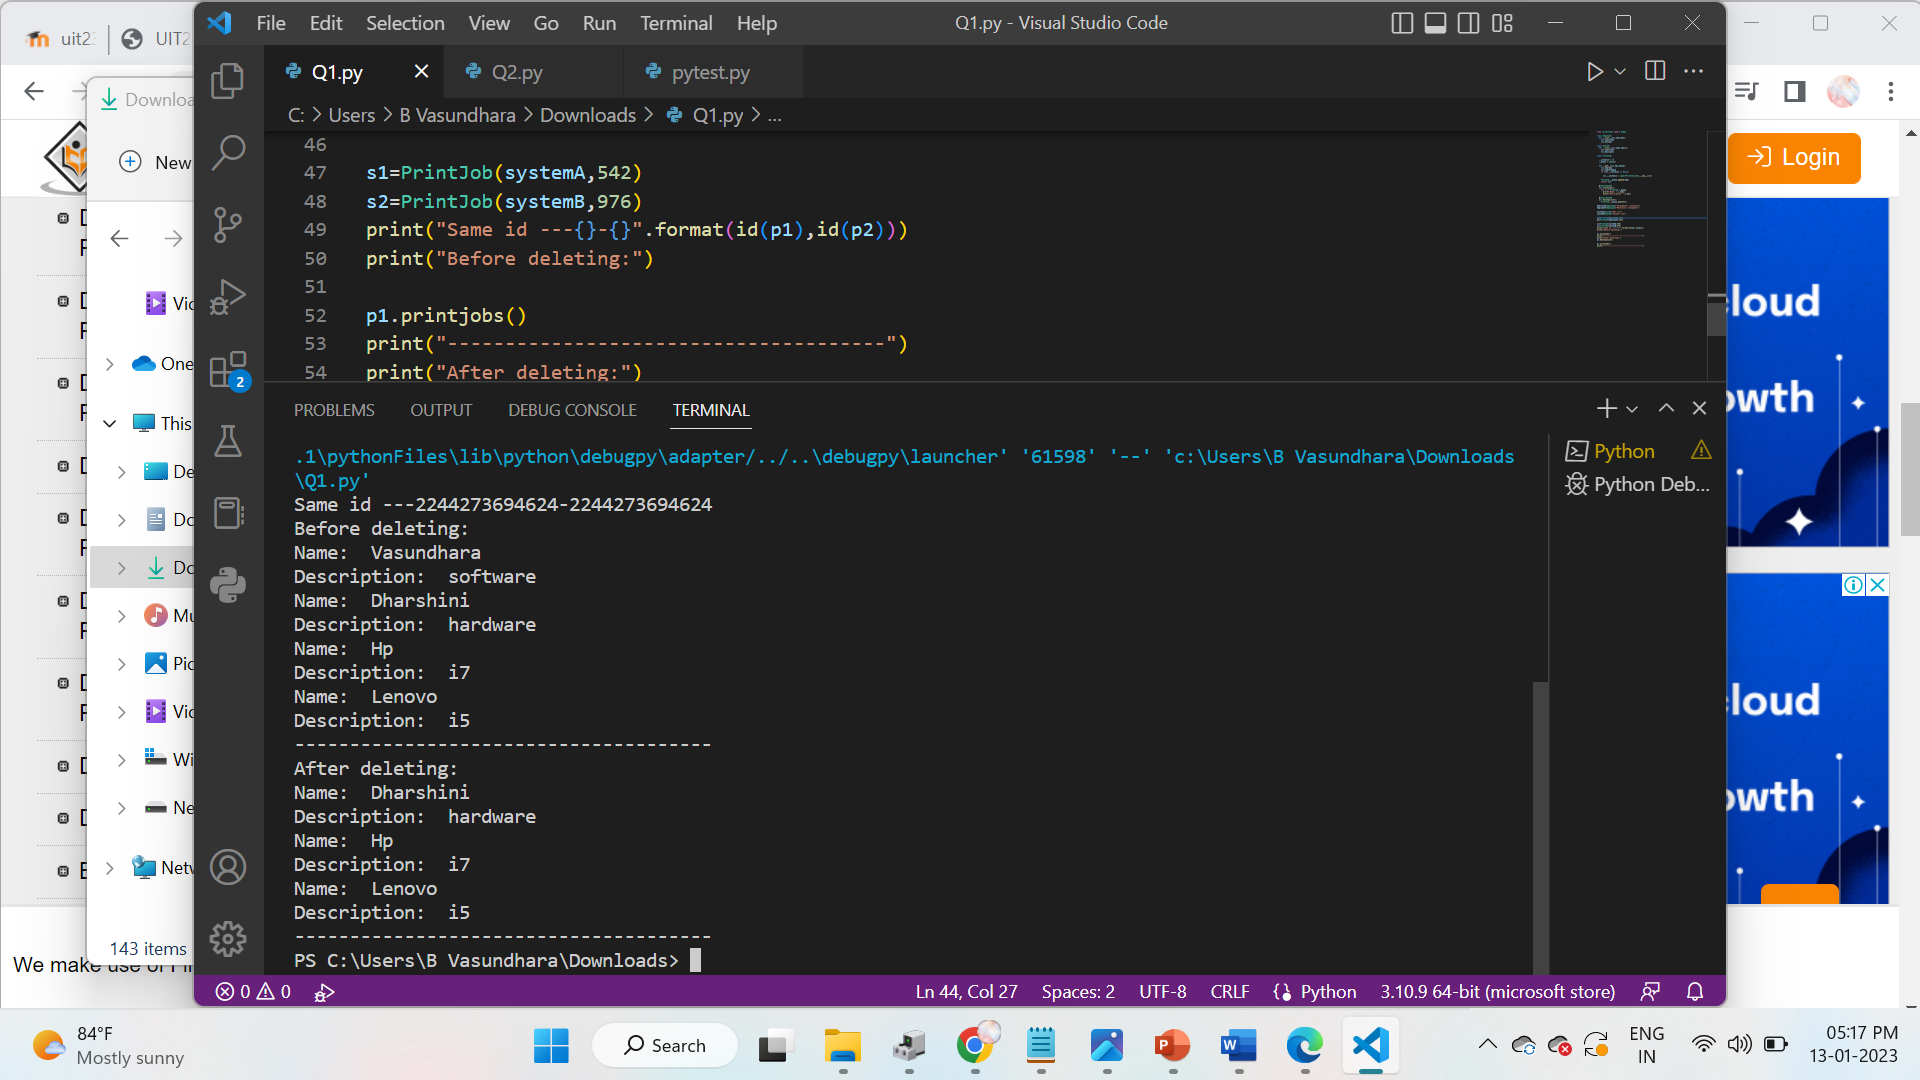 uit2
UIT2
File Edit Selection View Go Run Terminal Help
Q1.py - Visual Studio Code
Q1.py
Q2.py
pytest.py
C: > Users > B Vasundhara > Downloads > Q1.py > ...
46
47 s1=PrintJob(systemA,542)
48 s2=PrintJob(systemB,976)
49 print("Same id ---{}-{}".format(id(p1),id(p2)))
50 print("Before deleting:")
51
52 p1.printjobs()
53 print("--------------------------------------")
54 print("After deleting:")
PROBLEMS OUTPUT DEBUG CONSOLE TERMINAL
.1\pythonFiles\lib\python\debugpy\adapter/../..\debugpy\launcher' '61598' '--' 'c:\Users\B Vasundhara\Downloads
\Q1.py'
Same id ---2244273694624-2244273694624
Before deleting:
Name:  Vasundhara
Description:  software
Name:  Dharshini
Description:  hardware
Name:  Hp
Description:  i7
Name:  Lenovo
Description:  i5
--------------------------------------
After deleting:
Name:  Dharshini
Description:  hardware
Name:  Hp
Description:  i7
Name:  Lenovo
Description:  i5
--------------------------------------
PS C:\Users\B Vasundhara\Downloads>
Python
Python Deb...
2
0 0
Ln 44, Col 27 Spaces: 2 UTF-8 CRLF Python 3.10.9 64-bit (microsoft store)
Downloa
New
Vid
One
This
De
Do
Do
Mu
Pic
Vid
Wi
Ne
Netw
143 items
We make use of
Login
cloud
owth
cloud
owth
84°F
Mostly sunny
Search
ENG
IN
05:17 PM
13-01-2023